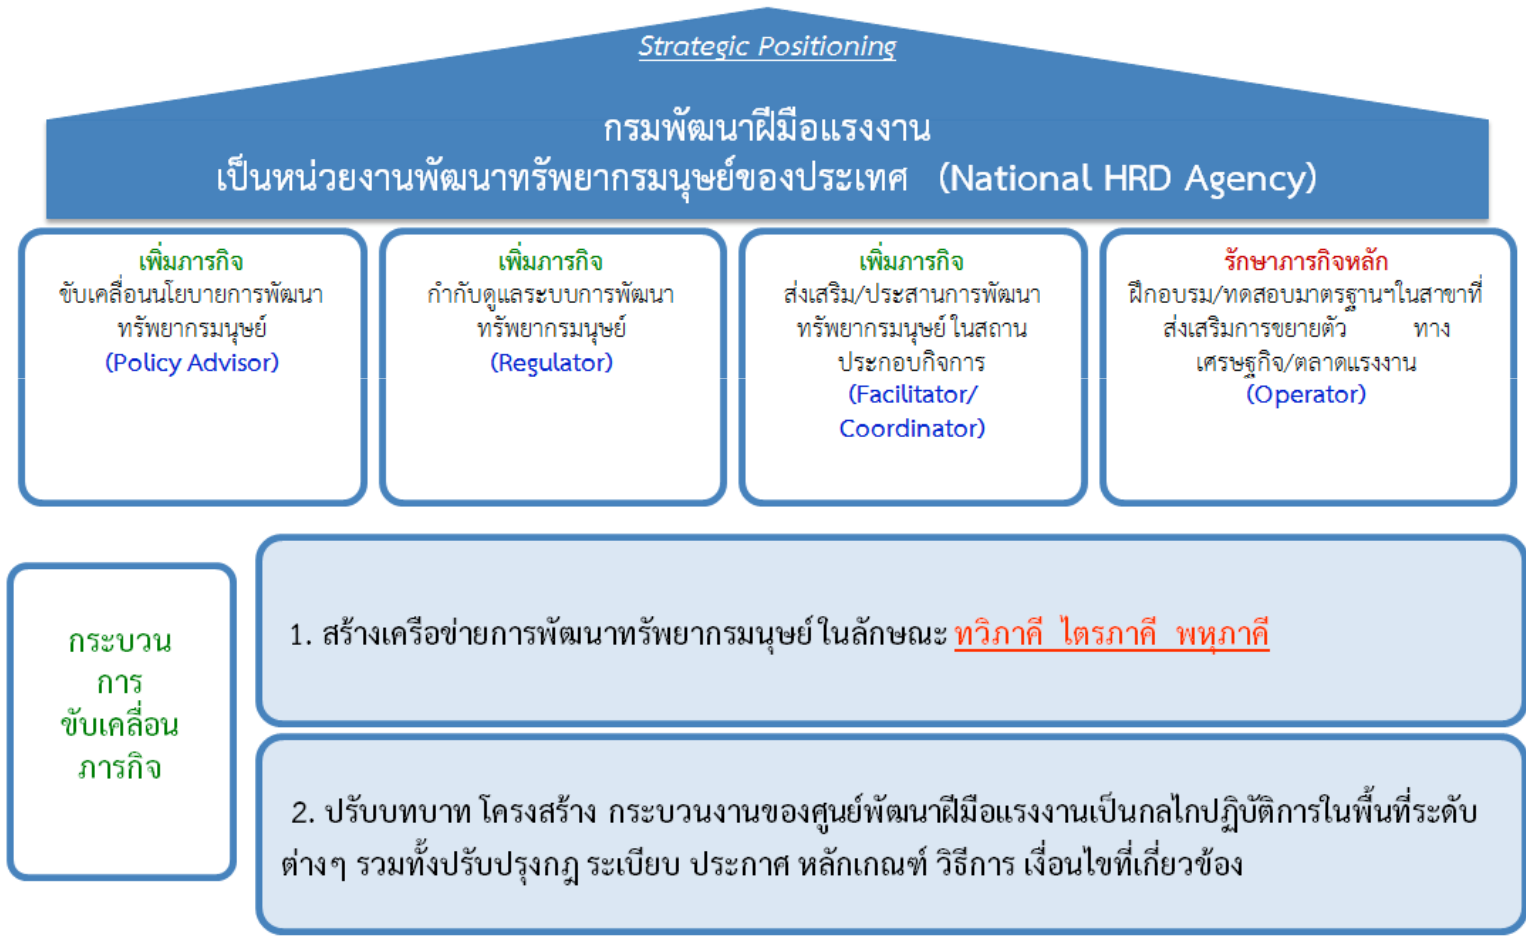 Strategic Positioning
กรมพัฒนาฝีมือแรงงาน
เป็นหน่วยงานพัฒนาทรัพยากรมนุษย์ของประเทศ (National HRD Agency)
เพิ่มภารกิจ
ขับเคลื่อนนโยบายการพัฒนา
ทรัพยากรมนุษย์
(Policy Advisor)
เพิ่มภารกิจ
กำกับดูแลระบบการพัฒนา
ทรัพยากรมนุษย์
(Regulator)
เพิ่มภารกิจ
ส่งเสริม/ประสานการพัฒนา
ทรัพยากรมนุษย์ ในสถาน
ประกอบกิจการ
(Facilitator/
Coordinator)
รักษาภารกิจหลัก
ฝึกอบรม/ทดสอบมาตรฐานฯในสาขาที่
ส่งเสริมการขยายตัว ทาง
เศรษฐกิจ/ตลาดแรงงาน
(Operator)
กระบวน
การ
ขับเคลื่อน
ภารกิจ
1. สร้างเครือข่ายการพัฒนาทรัพยากรมนุษย์ ในลักษณะ ทวิภาคี ไตรภาคี พหุภาคี
2. ปรับบทบาท โครงสร้าง กระบวนงานของศูนย์พัฒนาฝีมือแรงงานเป็นกลไกปฏิบัติการในพื้นที่ระดับ
ต่างๆ รวมทั้งปรับปรุงกฎ ระเบียบ ประกาศ หลักเกณฑ์ วิธีการ เงื่อนไขที่เกี่ยวข้อง